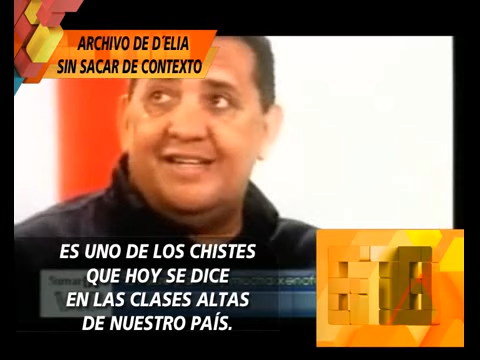 ARCHIVO DE D´ELIA
SIN SACAR DE CONTEXTO
ES UNO DE LOS CHISTES
QUE HOY SE DICE
EN LAS CLASES ALTAS
DE NUESTRO PAÍS.